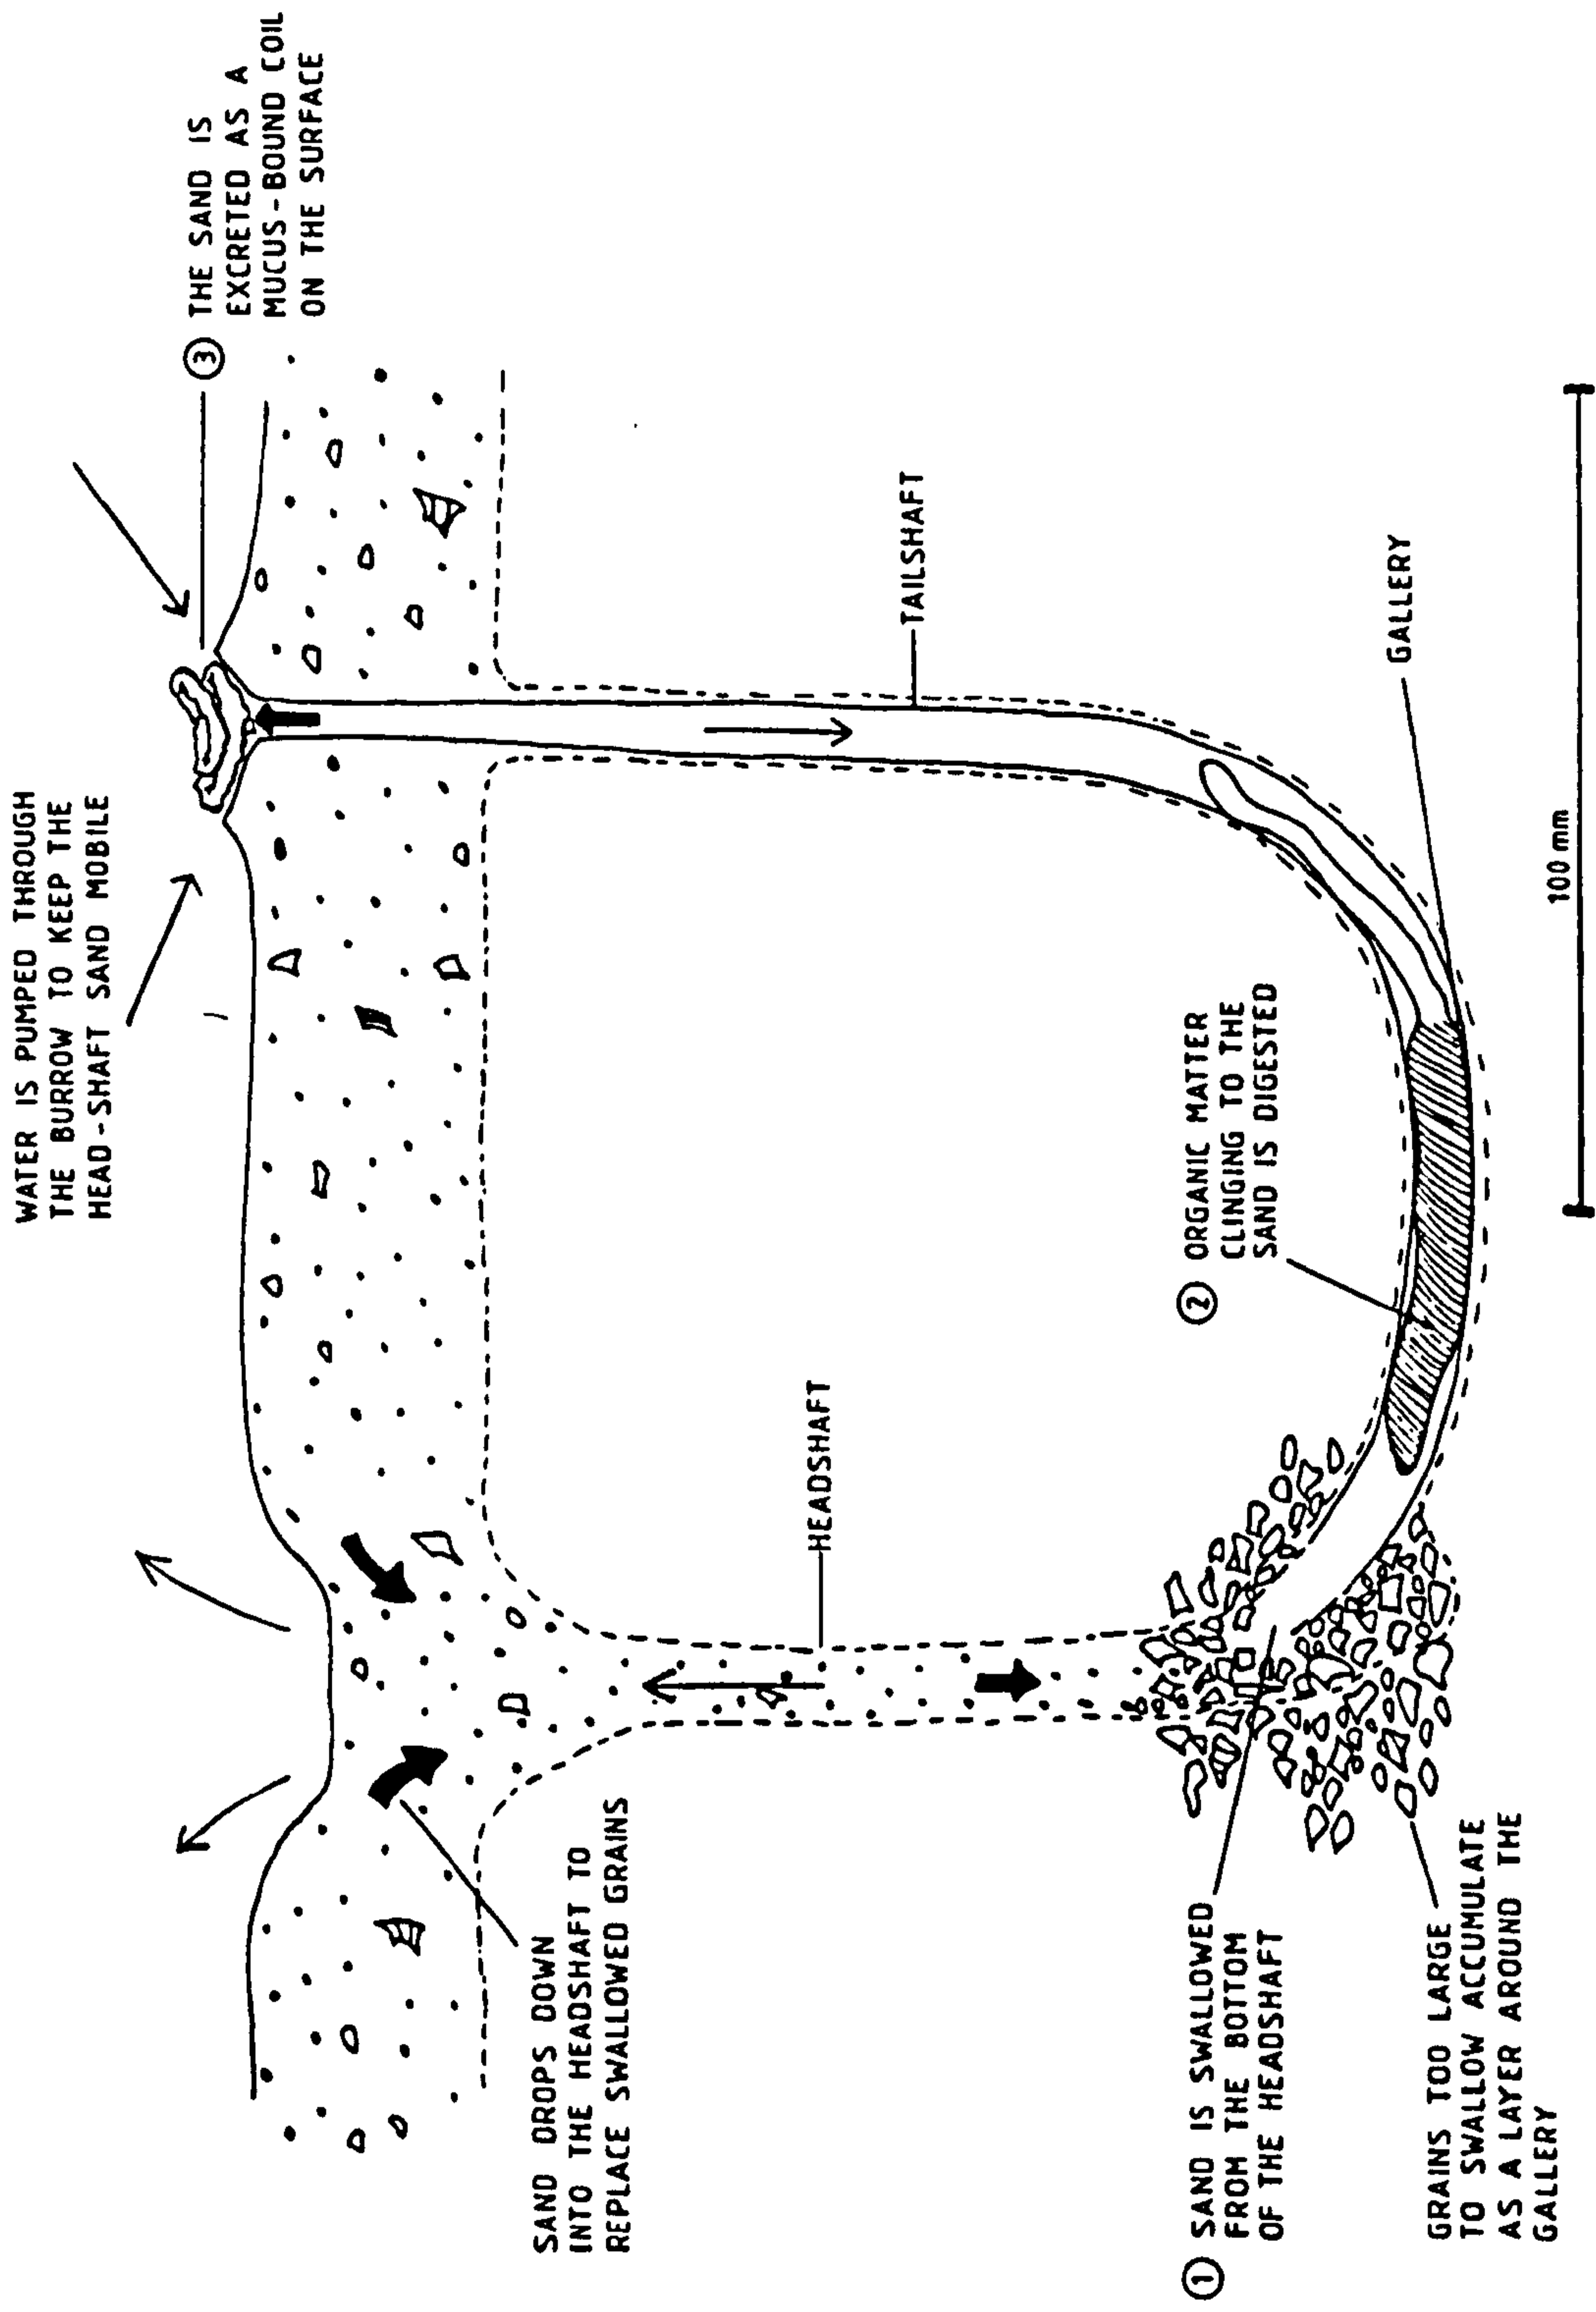 WATER IS PUMPED THROUGH
THE BURROW TO KEEP THE
HEAD-SHAFT SAND MOBILE
③ THE SAND IS
EXCRETED AS A
MUCUS-BOUND COIL
ON THE SURFACE
SAND DROPS DOWN
INTO THE HEADSHAFT TO
REPLACE SWALLOWED GRAINS
HEADSHAFT
TAILSHAFT
① SAND IS SWALLOWED
FROM THE BOTTOM
OF THE HEADSHAFT
② ORGANIC MATTER
CLINGING TO THE
SAND IS DIGESTED
GALLERY
GRAINS TOO LARGE
TO SWALLOW ACCUMULATE
AS A LAYER AROUND THE
GALLERY
100 mm